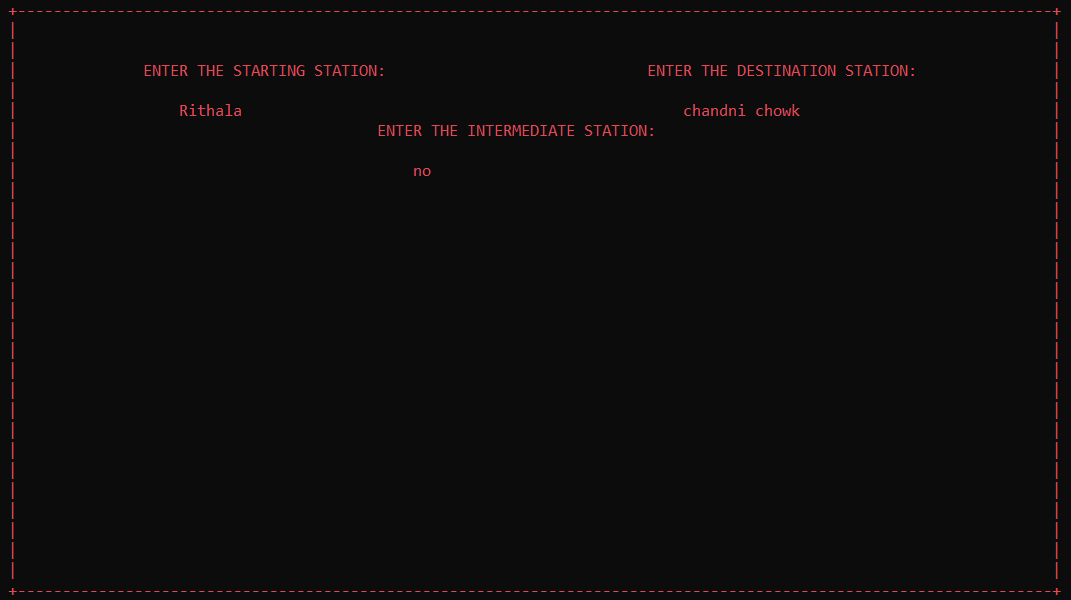 ENTER THE STARTING STATION:
ENTER THE DESTINATION STATION:
Rithala
chandni chowk
ENTER THE INTERMEDIATE STATION:
no